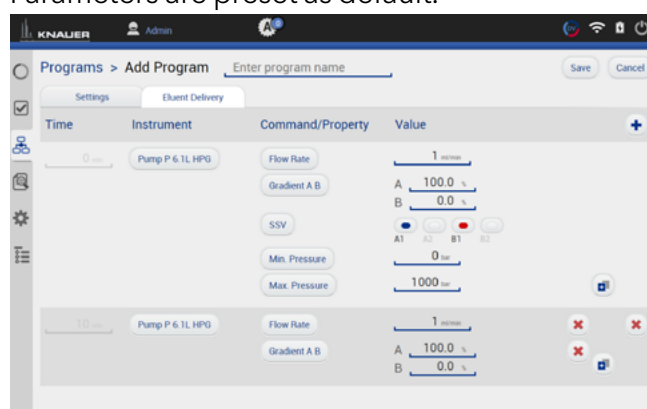 Parameters are preset as default.
KNAUER Admin
Programs > Add Program Enter program name Save Cancel
Settings Eluent Delivery
Time Instrument Command/Property Value
0 min Pump P 6.1L HPG Flow Rate 1 ml/min
Gradient A B A 100.0 %
B 0.0 %
SSV
A1 A2 B1 B2
Min. Pressure 0 bar
Max. Pressure 1000 bar
10 min Pump P 6.1L HPG Flow Rate 1 ml/min
Gradient A B A 100.0 %
B 0.0 %